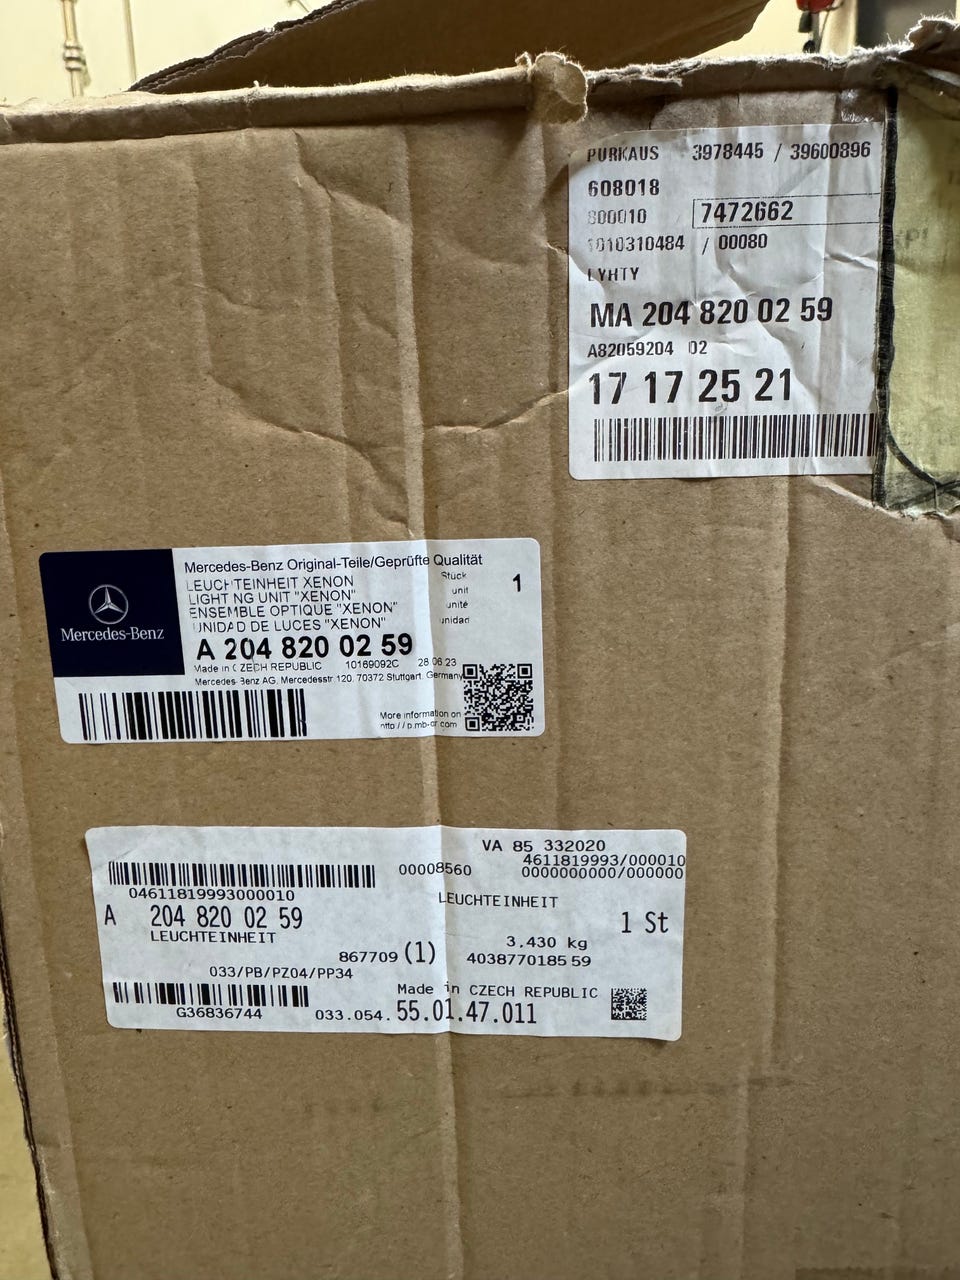 PURKAUS 3978445 / 39600896
608018
800010 7472662
1010310484 / 00080
LYHTY
MA 204 820 02 59
A82059204 02
17 17 25 21
Mercedes-Benz
Mercedes-Benz Original-Teile/Geprüfte Qualität
LEUCHTEINHEIT XENON
LIGHTING UNIT "XENON"
ENSEMBLE OPTIQUE "XENON"
UNIDAD DE LUCES "XENON"
Stück
unit
unité
unidad
1
A 204 820 02 59
Made in CZECH REPUBLIC 10169092C 28.06.23
Mercedes-Benz AG, Mercedesstr. 120, 70372 Stuttgart, Germany
More information on
http://p.mb-qr.com
VA 85 332020
4611819993/000010
00008560 0000000000/000000
04611819993000010
LEUCHTEINHEIT
A 204 820 02 59
1 St
LEUCHTEINHEIT
3,430 kg
867709 (1) 4038770185 59
033/PB/PZ04/PP34
Made in CZECH REPUBLIC
G36836744 033.054. 55.01.47.011